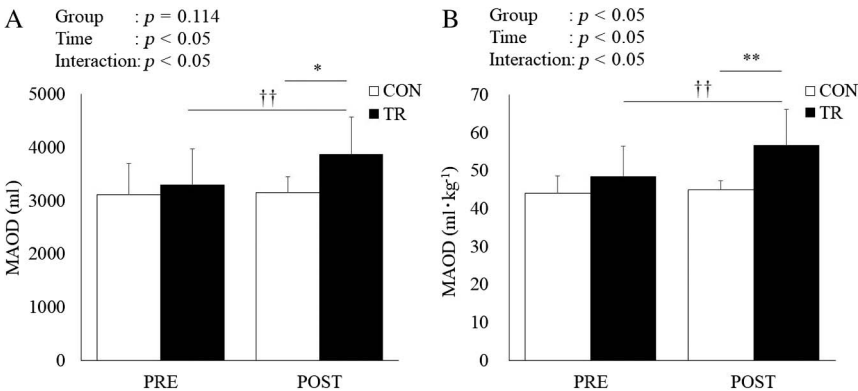 A
Group : p = 0.114
Time : p < 0.05
Interaction: p < 0.05
*
††
CON
TR
MAOD (ml)
5000
4000
3000
2000
1000
0
PRE
POST
B
Group : p < 0.05
Time : p < 0.05
Interaction: p < 0.05
**
††
CON
TR
MAOD (ml·kg-1)
70
60
50
40
30
20
10
0
PRE
POST